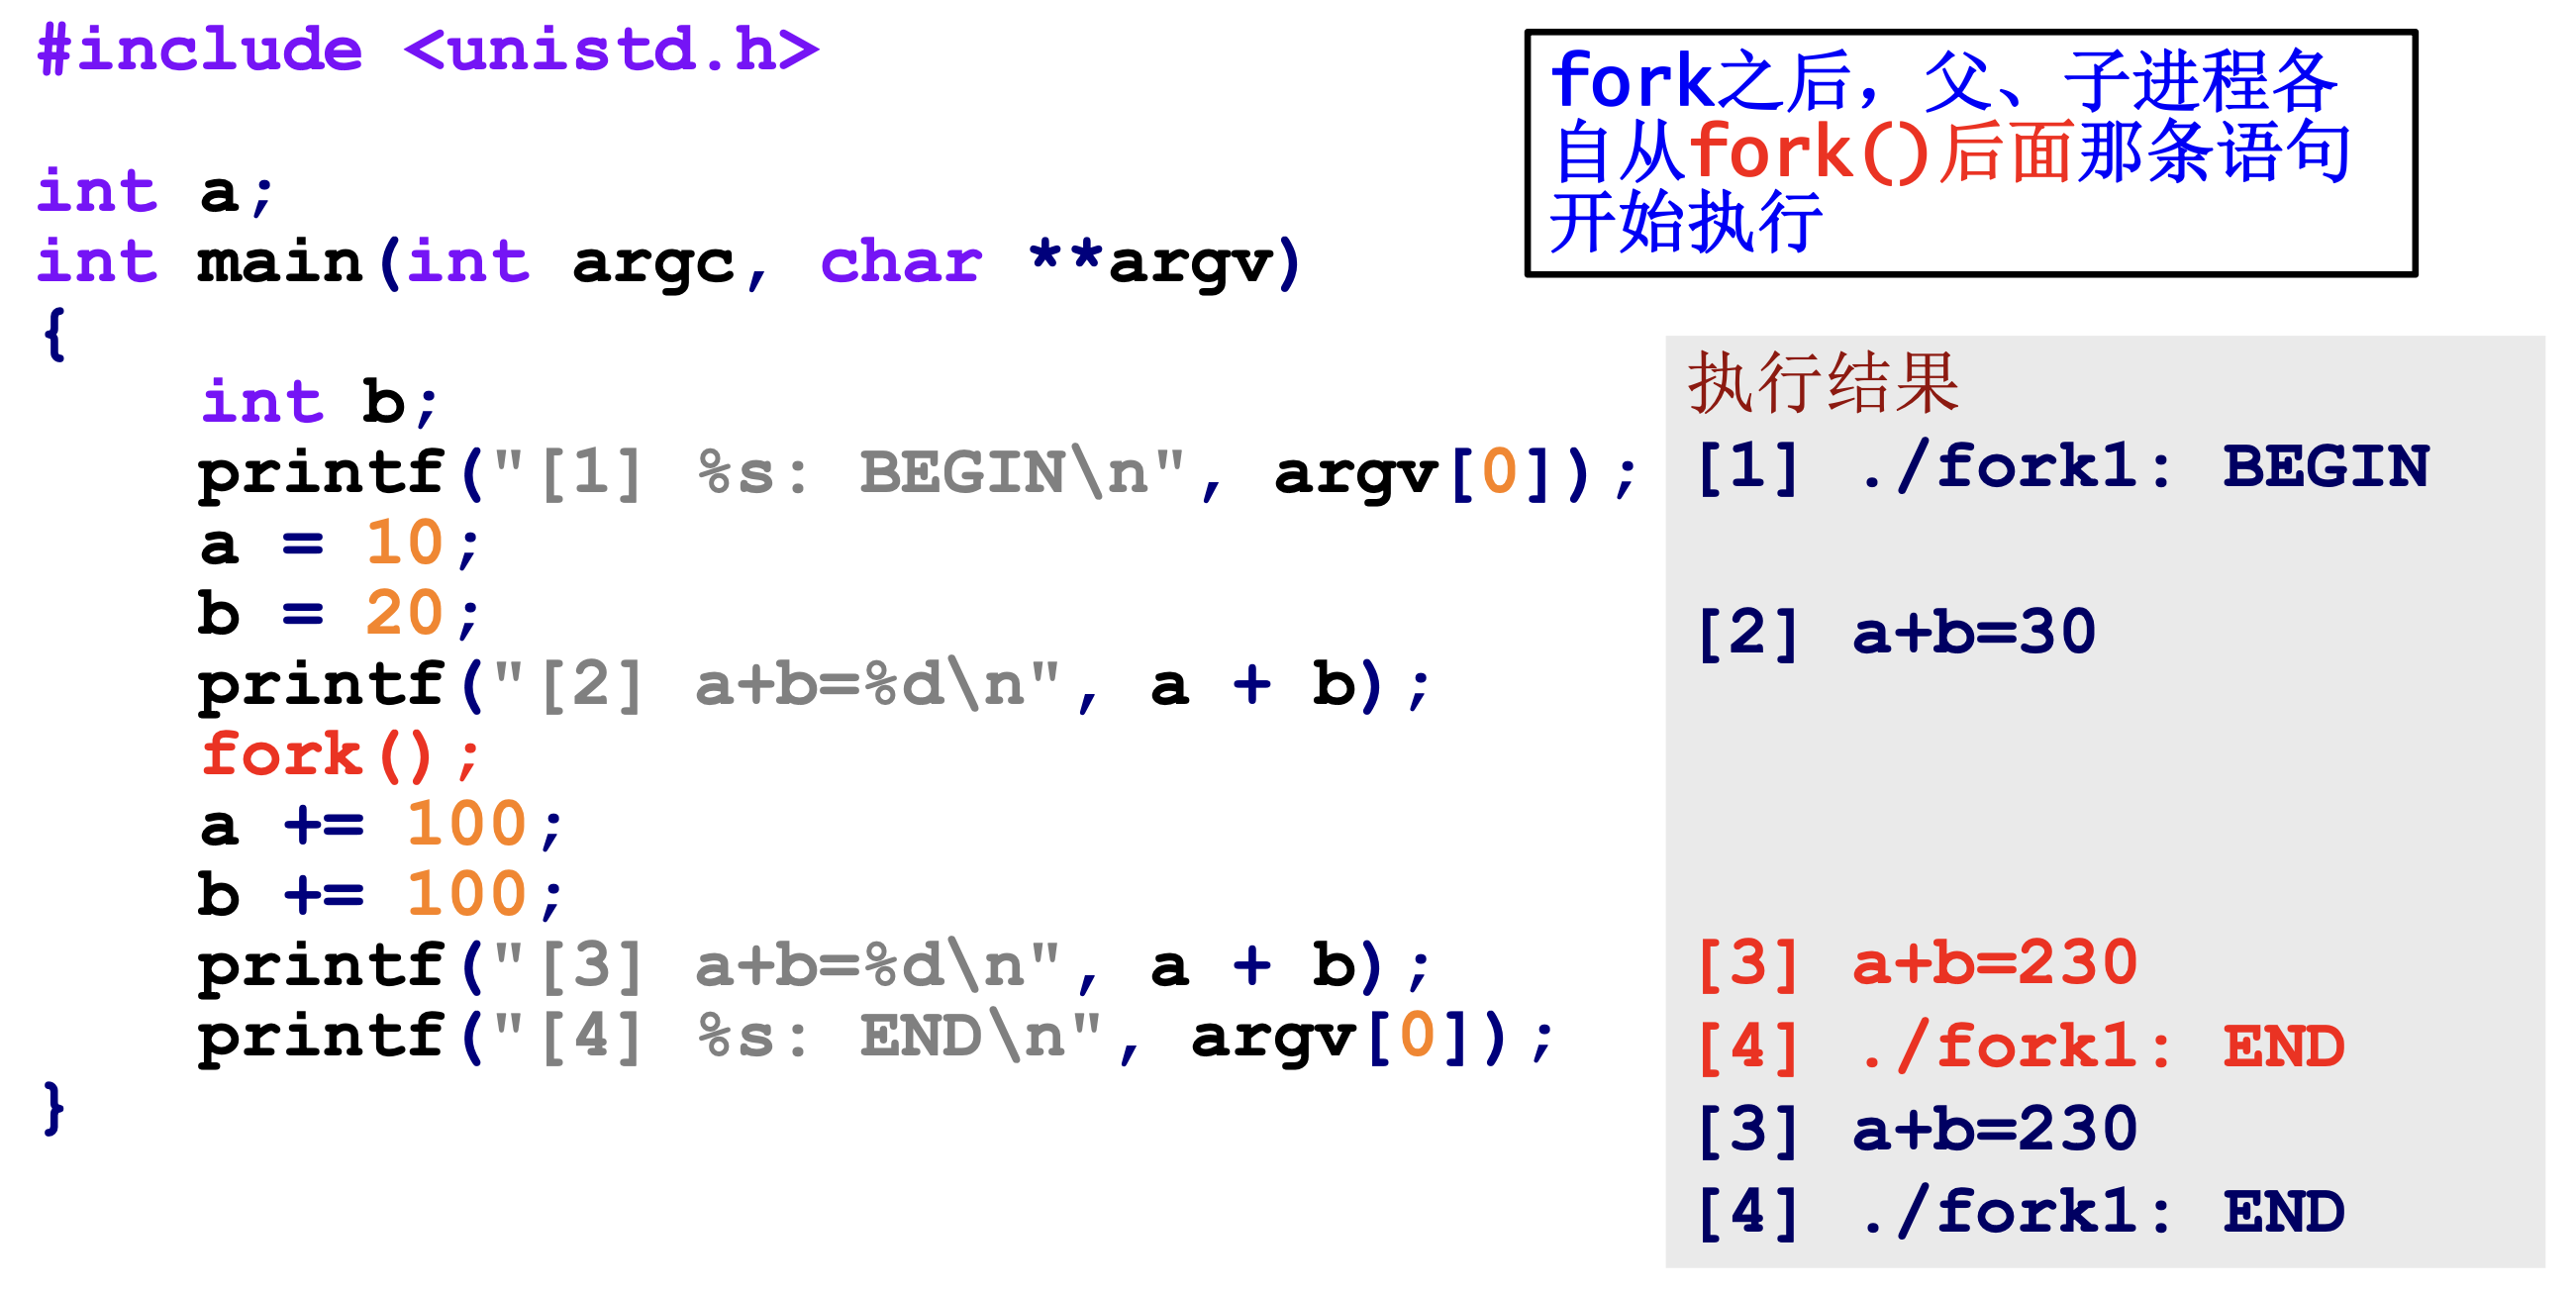 #include <unistd.h>
int a;
int main(int argc, char **argv)
{
int b;
printf("[1] %s: BEGIN\n", argv[0]);
a = 10;
b = 20;
printf("[2] a+b=%d\n", a + b);
fork();
a += 100;
b += 100;
printf("[3] a+b=%d\n", a + b);
printf("[4] %s: END\n", argv[0]);
}
fork之后，父、子进程各
自从fork()后面那条语句
开始执行
执行结果
[1] ./fork1: BEGIN
[2] a+b=30
[3] a+b=230
[4] ./fork1: END
[3] a+b=230
[4] ./fork1: END